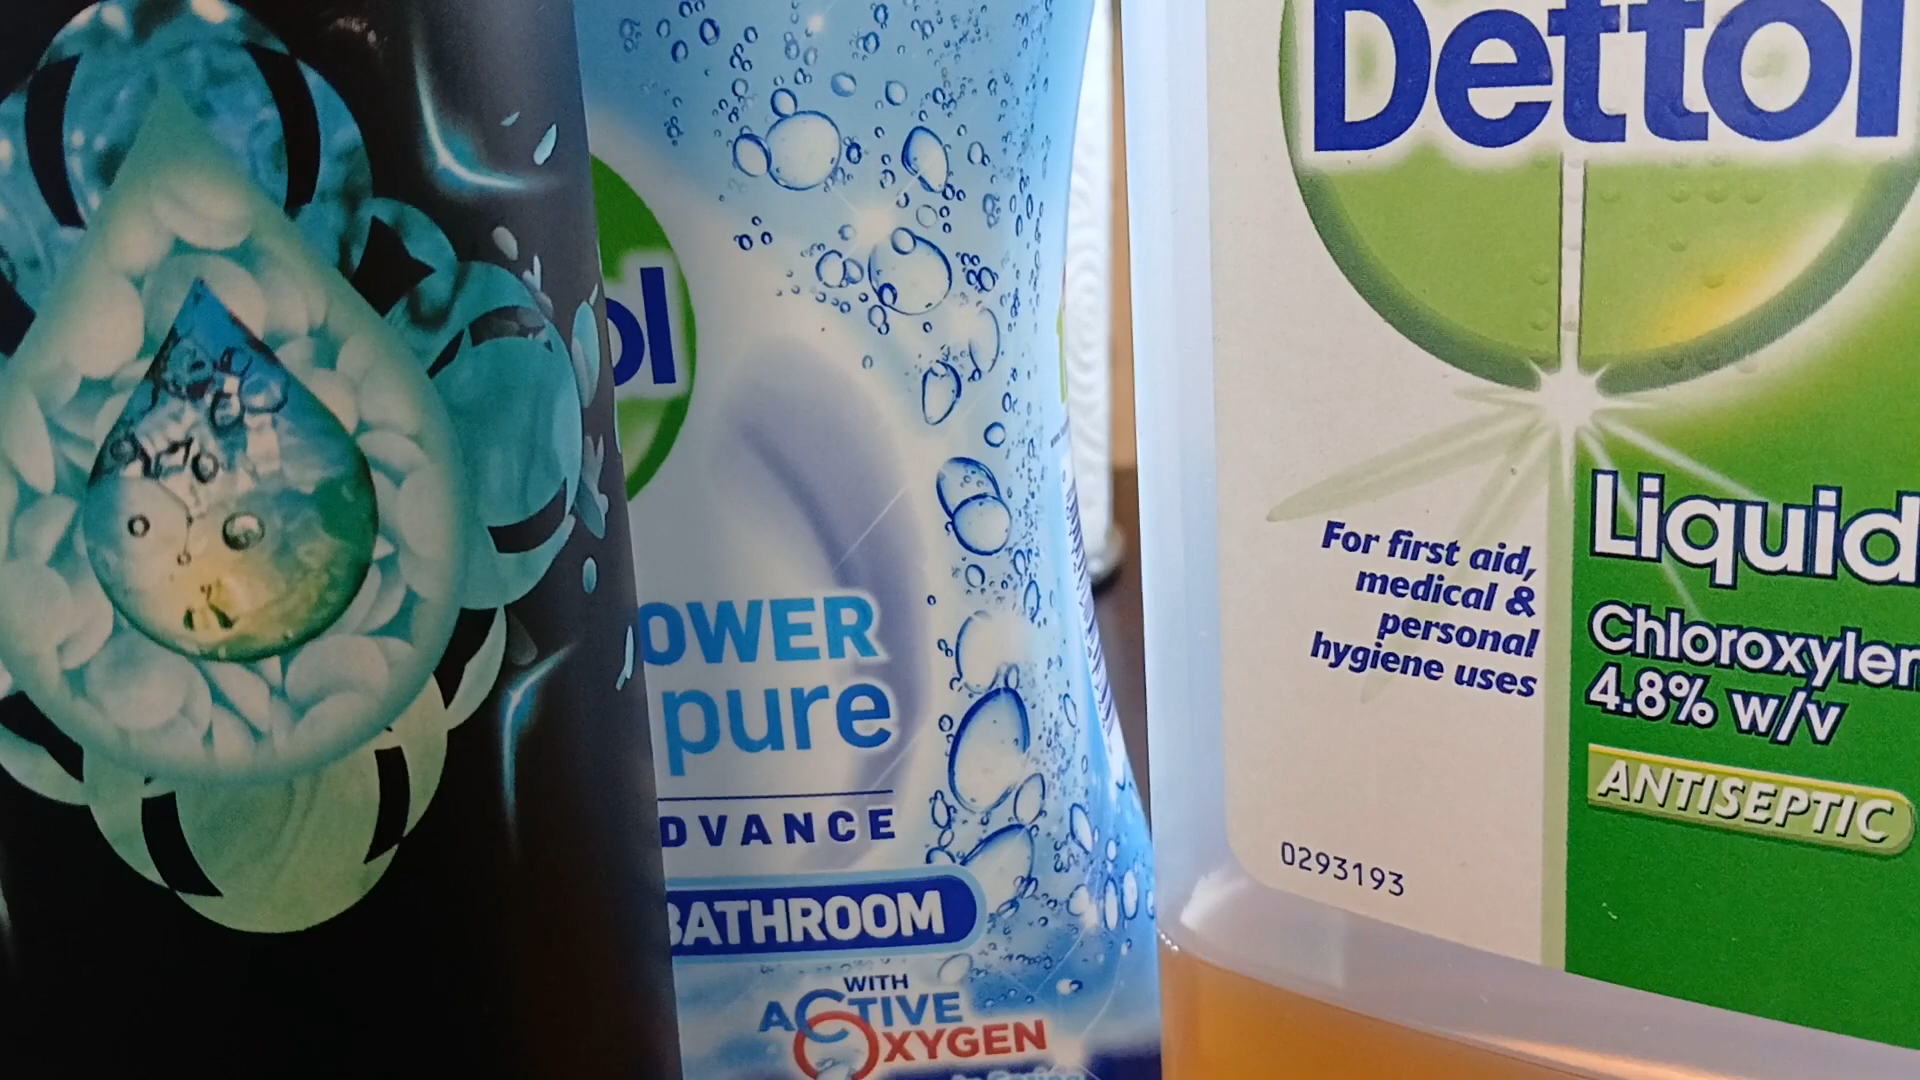 ol
OWER
pure
DVANCE
BATHROOM
WITH
ACTIVE
OXYGEN
Dettol
For first aid,
medical &
personal
hygiene uses
Liquid
Chloroxylen
4.8% w/v
ANTISEPTIC
0293193